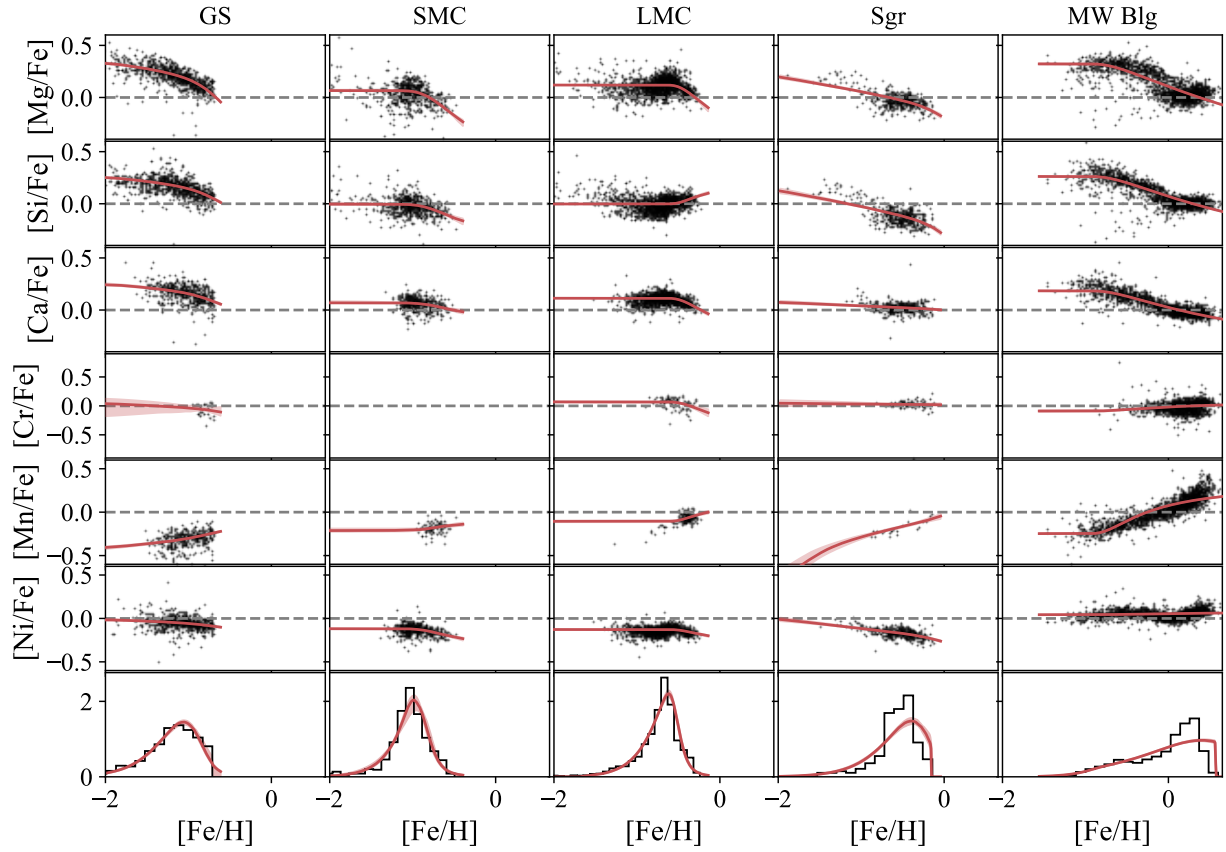 GS SMC LMC Sgr MW Blg
[Mg/Fe] 0.5 0.0
[Si/Fe] 0.5 0.0
[Ca/Fe] 0.5 0.0
[Cr/Fe] 0.5 0.0 −0.5
[Mn/Fe] 0.0 −0.5
[Ni/Fe] 0.5 0.0 −0.5
2
0
−2 0 −2 0 −2 0 −2 0 −2 0
[Fe/H] [Fe/H] [Fe/H] [Fe/H] [Fe/H]